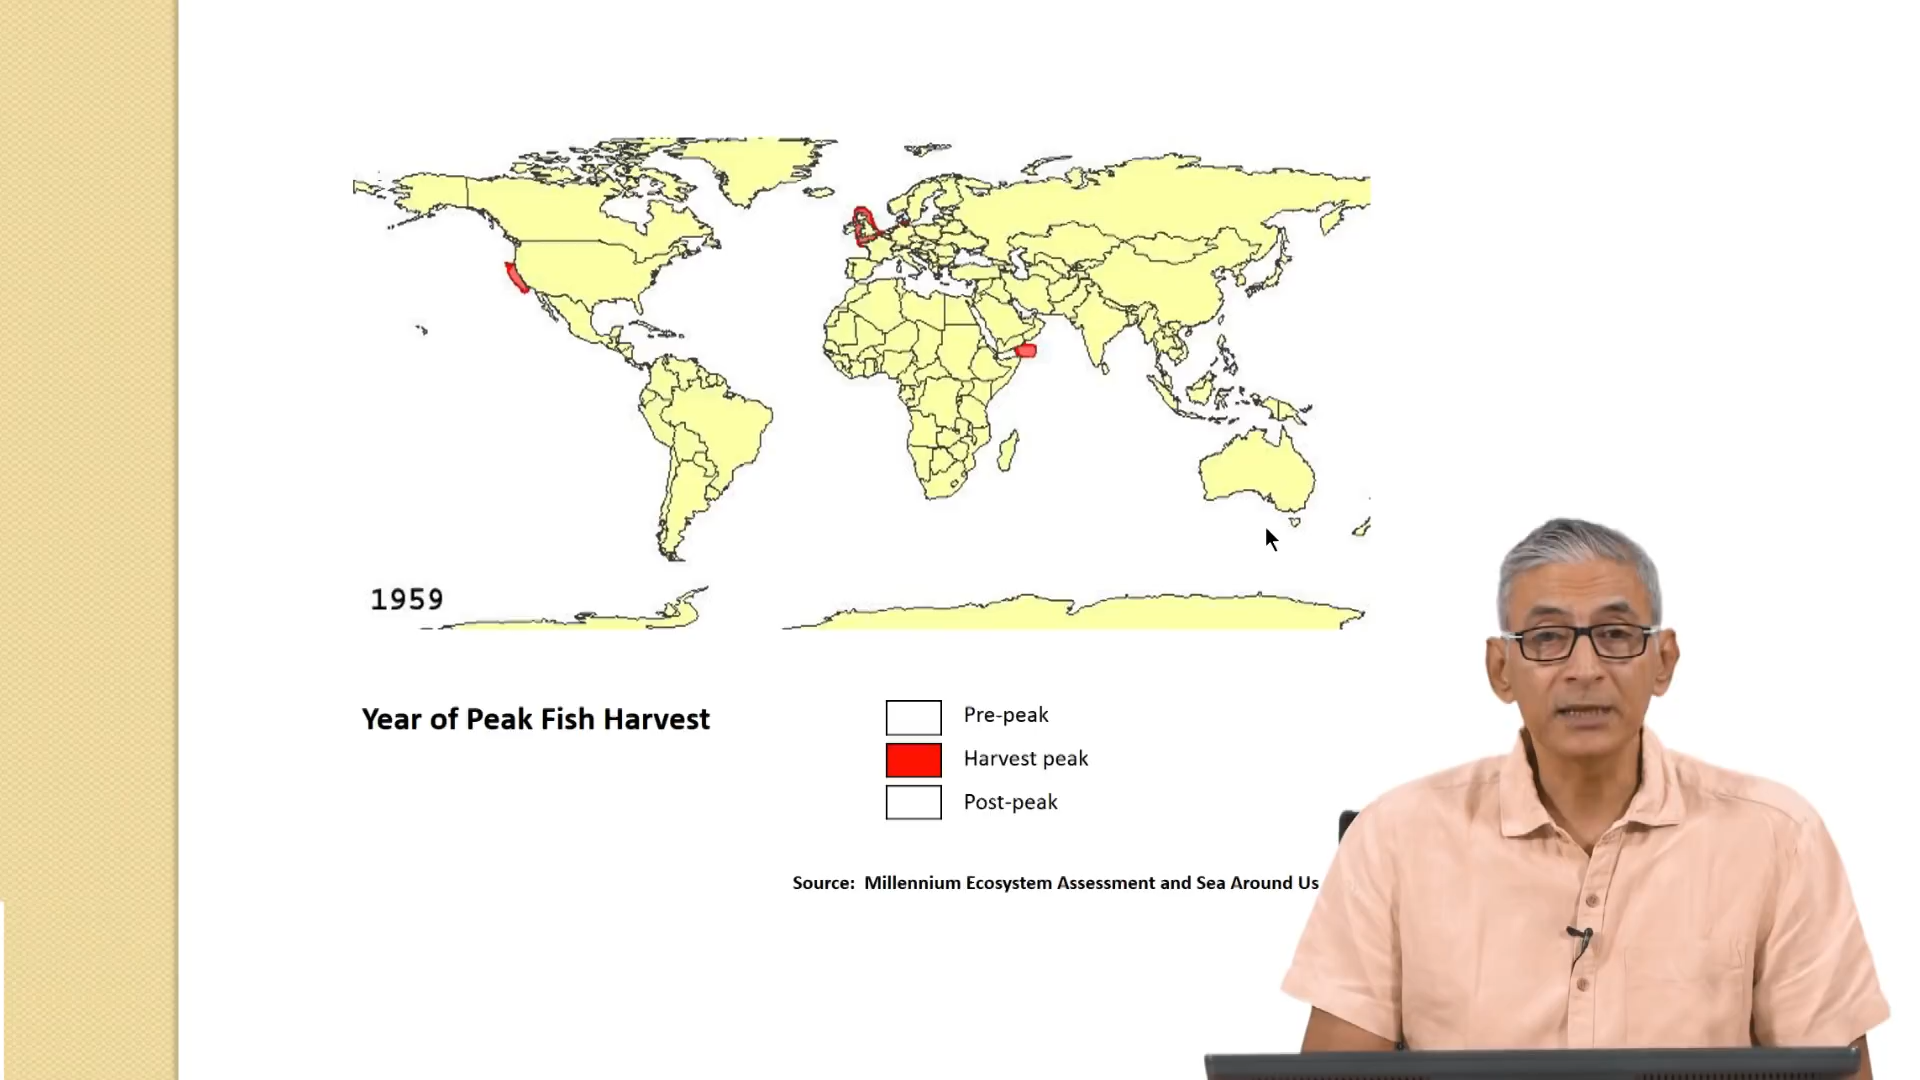 1959
Year of Peak Fish Harvest
Pre-peak
Harvest peak
Post-peak
Source: Millennium Ecosystem Assessment and Sea Around Us